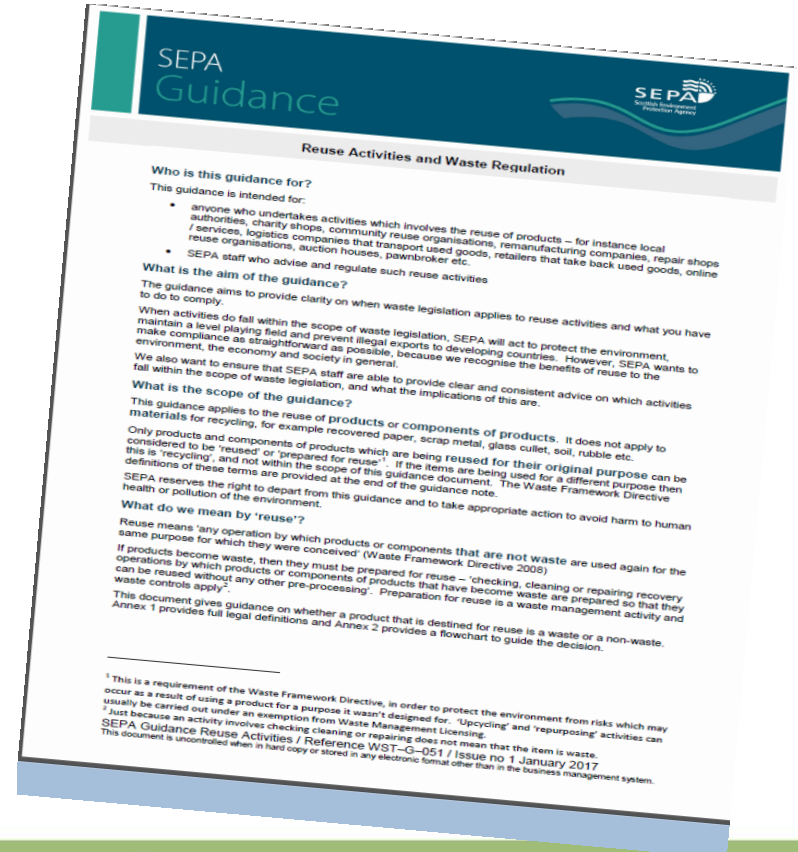 SEPA
Guidance
SEPA
Scottish Environment
Protection Agency
Reuse Activities and Waste Regulation
Who is this guidance for?
This guidance is intended for:
• anyone who undertakes activities which involves the reuse of products – for instance local
authorities, charity shops, community reuse organisations, remanufacturing companies, repair shops
/ services, logistics companies that transport used goods, retailers that take back used goods, online
reuse organisations, auction houses, pawnbroker etc.
• SEPA staff who advise and regulate such reuse activities
What is the aim of the guidance?
The guidance aims to provide clarity on when waste legislation applies to reuse activities and what you have
to do to comply.
When activities do fall within the scope of waste legislation, SEPA will act to protect the environment,
maintain a level playing field and prevent illegal exports to developing countries. However, SEPA wants to
make compliance as straightforward as possible, because we recognise the benefits of reuse to the
environment, the economy and society in general.
We also want to ensure that SEPA staff are able to provide clear and consistent advice on which activities
fall within the scope of waste legislation, and what the implications of this are.
What is the scope of the guidance?
This guidance applies to the reuse of products or components of products. It does not apply to
materials for recycling, for example recovered paper, scrap metal, glass cullet, soil, rubble etc.
Only products and components of products which are being reused for their original purpose can be
considered to be 'reused' or 'prepared for reuse'¹. If the items are being used for a different purpose then
this is 'recycling', and not within the scope of this guidance document. The Waste Framework Directive
definitions of these terms are provided at the end of the guidance note.
SEPA reserves the right to depart from this guidance and to take appropriate action to avoid harm to human
health or pollution of the environment.
What do we mean by 'reuse'?
Reuse means 'any operation by which products or components that are not waste are used again for the
same purpose for which they were conceived' (Waste Framework Directive 2008)
If products become waste, then they must be prepared for reuse – 'checking, cleaning or repairing recovery
operations by which products or components of products that have become waste are prepared so that they
can be reused without any other pre-processing'. Preparation for reuse is a waste management activity and
waste controls apply².
This document gives guidance on whether a product that is destined for reuse is a waste or a non-waste.
Annex 1 provides full legal definitions and Annex 2 provides a flowchart to guide the decision.
¹ This is a requirement of the Waste Framework Directive, in order to protect the environment from risks which may
occur as a result of using a product for a purpose it wasn't designed for. 'Upcycling' and 'repurposing' activities can
usually be carried out under an exemption from Waste Management Licensing.
² Just because an activity involves checking cleaning or repairing does not mean that the item is waste.
SEPA Guidance Reuse Activities / Reference WST–G–051 / Issue no 1 January 2017
This document is uncontrolled when in hard copy or stored in any electronic format other than in the business management system.